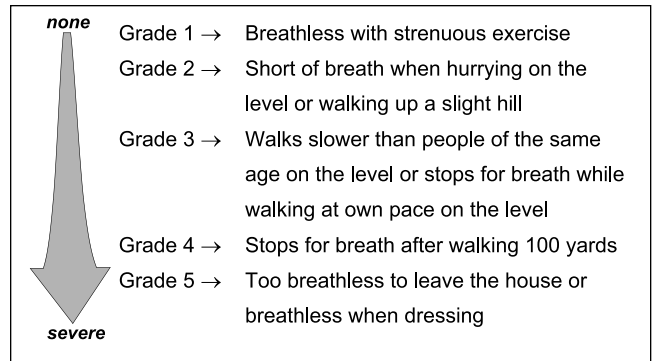 none
Grade 1 → Breathless with strenuous exercise
Grade 2 → Short of breath when hurrying on the
level or walking up a slight hill
Grade 3 → Walks slower than people of the same
age on the level or stops for breath while
walking at own pace on the level
Grade 4 → Stops for breath after walking 100 yards
Grade 5 → Too breathless to leave the house or
breathless when dressing
severe